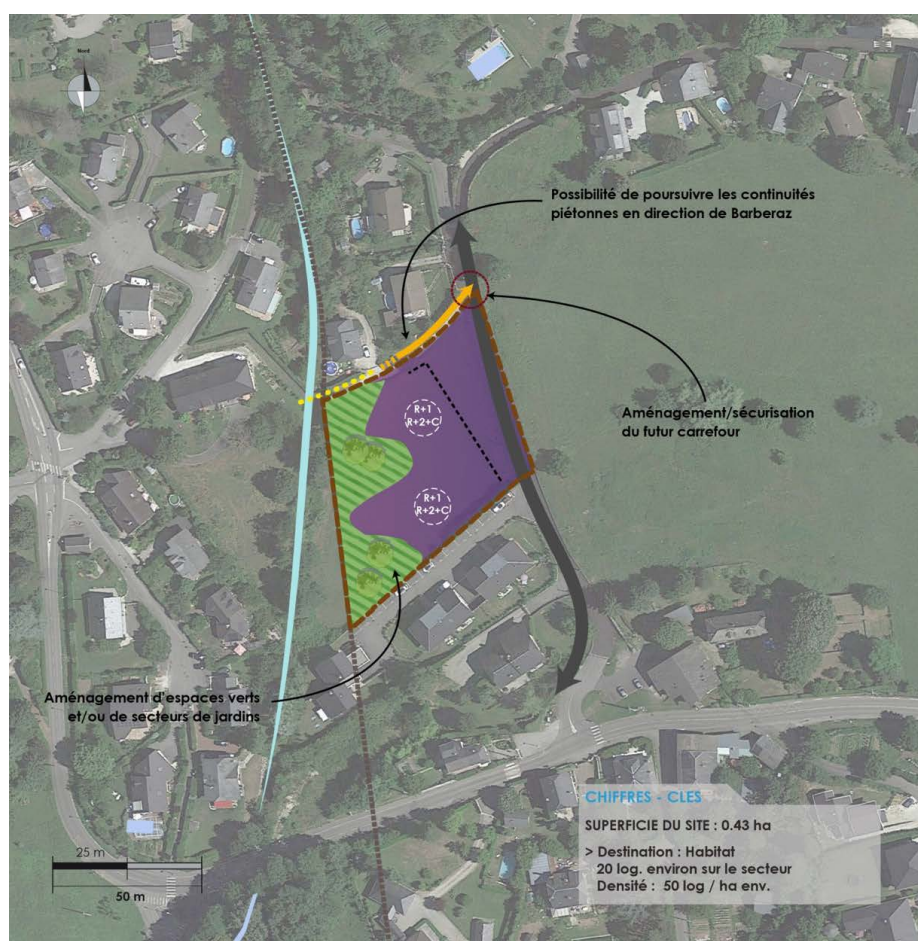 Nord
Possibilité de poursuivre les continuités
piétonnes en direction de Barberaz
Aménagement/sécurisation
du futur carrefour
R+1
R+2+C
R+1
R+2+C
Aménagement d'espaces verts
et/ou de secteurs de jardins
CHIFFRES - CLES
SUPERFICIE DU SITE : 0.43 ha
> Destination : Habitat
20 log. environ sur le secteur
Densité : 50 log / ha env.
25 m
50 m